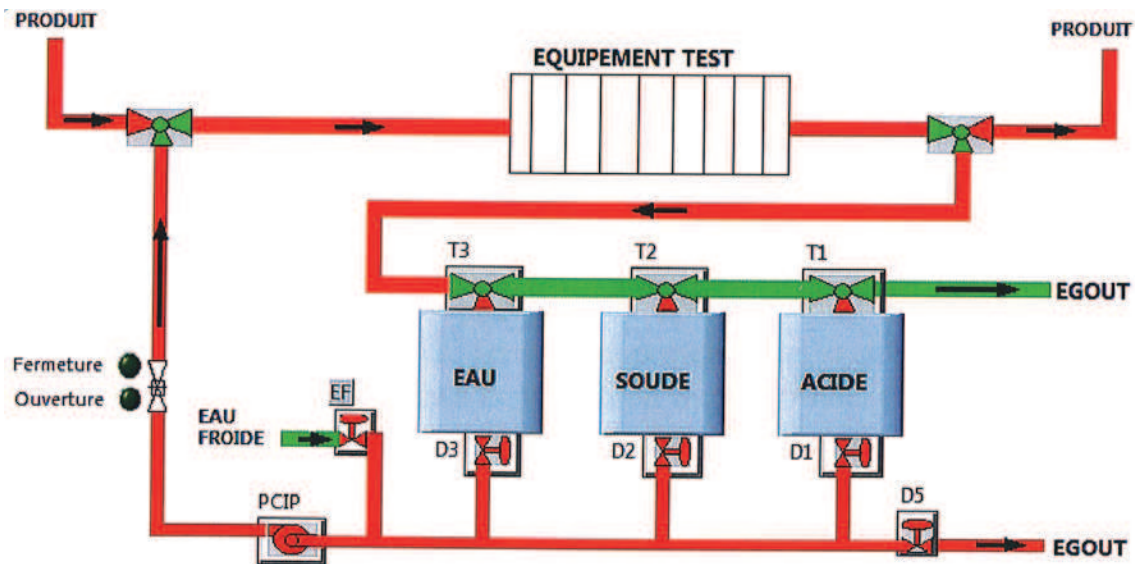 PRODUIT
PRODUIT
EQUIPEMENT TEST
T3
T2
T1
EGOUT
Fermeture
Ouverture
EF
EAU
SOUDE
ACIDE
EAU
FROIDE
D3
D2
D1
PCIP
D5
EGOUT